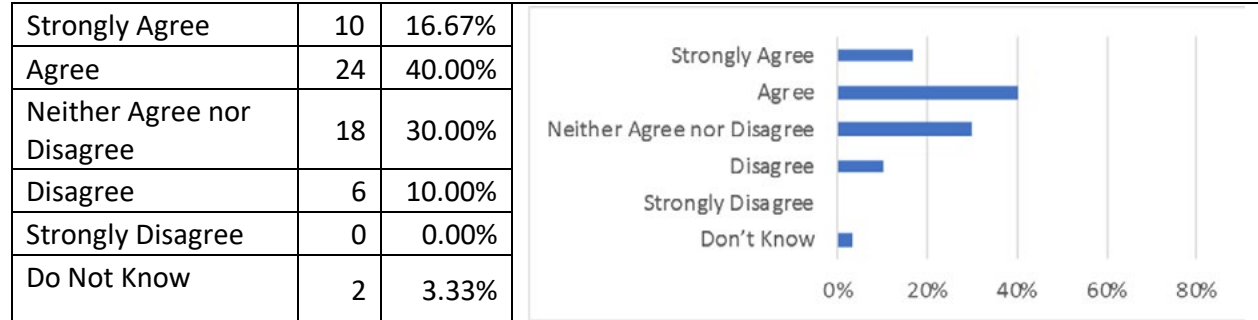 Strongly Agree 10 16.67%
Agree 24 40.00%
Neither Agree nor
Disagree 18 30.00%
Disagree 6 10.00%
Strongly Disagree 0 0.00%
Do Not Know 2 3.33%
Strongly Agree
Agree
Neither Agree nor Disagree
Disagree
Strongly Disagree
Don’t Know
0% 20% 40% 60% 80%